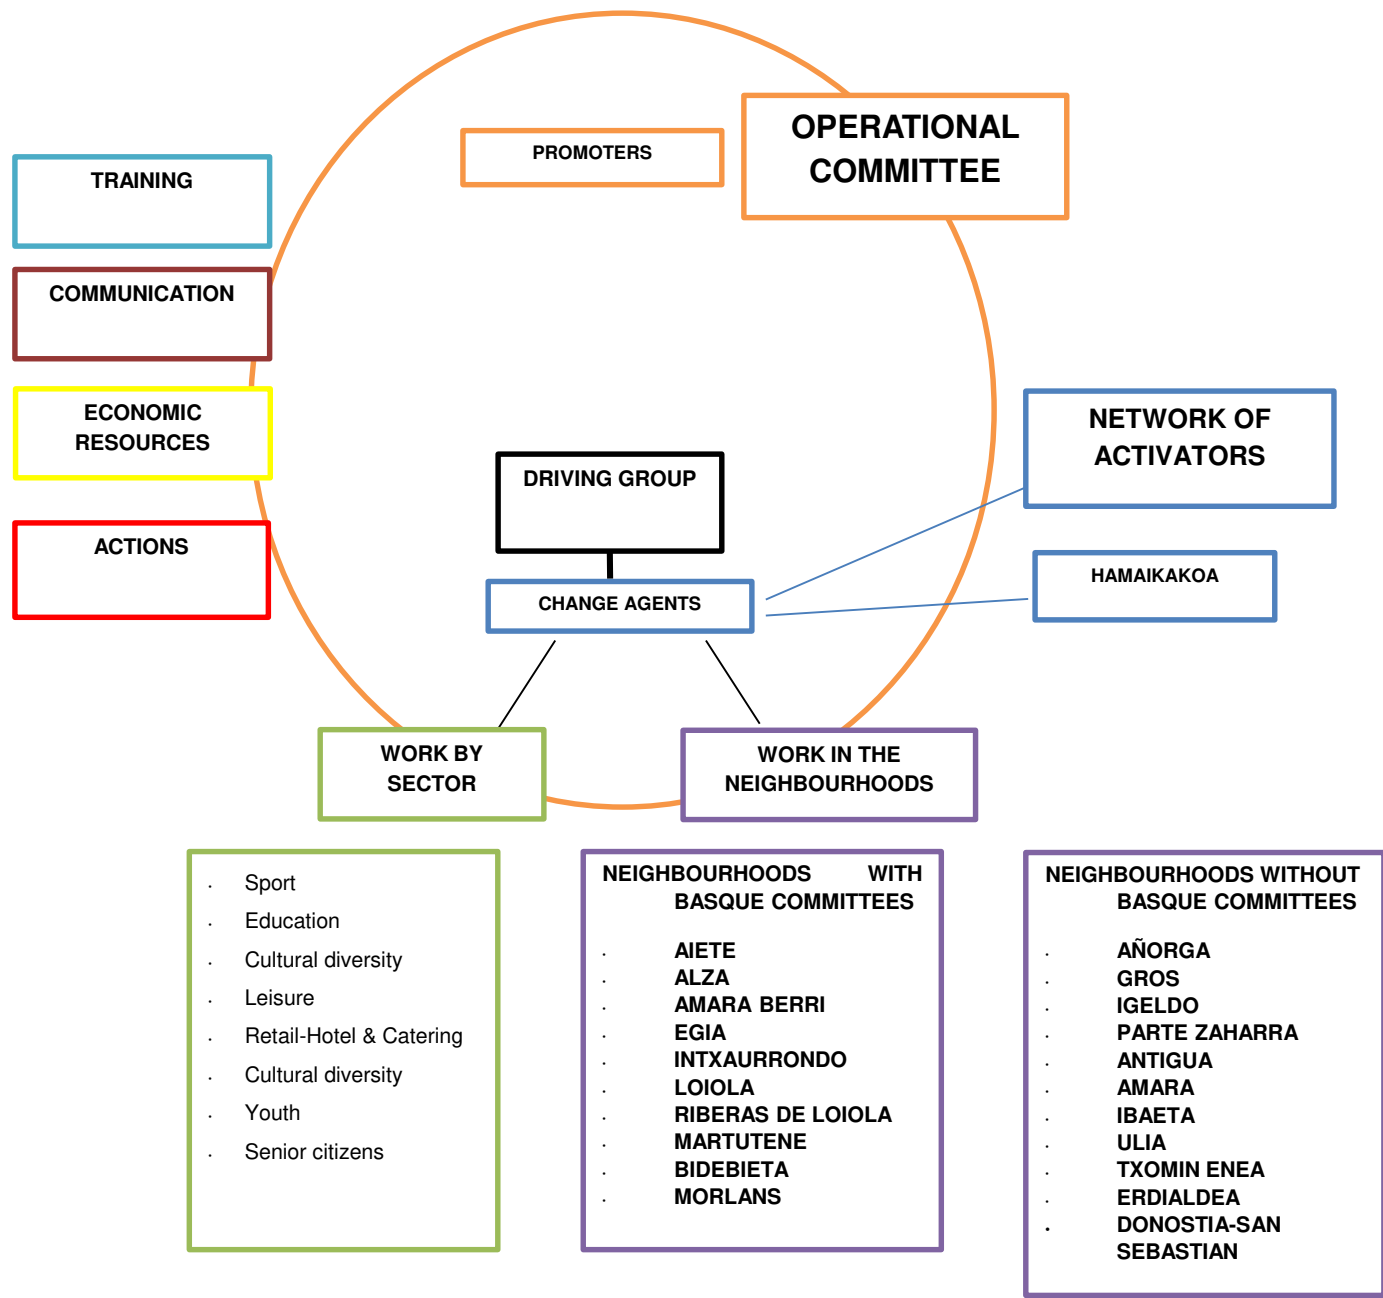 OPERATIONAL
COMMITTEE
PROMOTERS
TRAINING
COMMUNICATION
ECONOMIC
RESOURCES
ACTIONS
DRIVING GROUP
CHANGE AGENTS
NETWORK OF
ACTIVATORS
HAMAIKAKOA
WORK BY
SECTOR
WORK IN THE
NEIGHBOURHOODS
· Sport
· Education
· Cultural diversity
· Leisure
· Retail-Hotel & Catering
· Cultural diversity
· Youth
· Senior citizens
NEIGHBOURHOODS WITH
BASQUE COMMITTEES
· AIETE
· ALZA
· AMARA BERRI
· EGIA
· INTXAURRONDO
· LOIOLA
· RIBERAS DE LOIOLA
· MARTUTENE
· BIDEBIETA
· MORLANS
NEIGHBOURHOODS WITHOUT
BASQUE COMMITTEES
· AÑORGA
· GROS
· IGELDO
· PARTE ZAHARRA
· ANTIGUA
· AMARA
· IBAETA
· ULIA
· TXOMIN ENEA
· ERDIALDEA
· DONOSTIA-SAN
SEBASTIAN